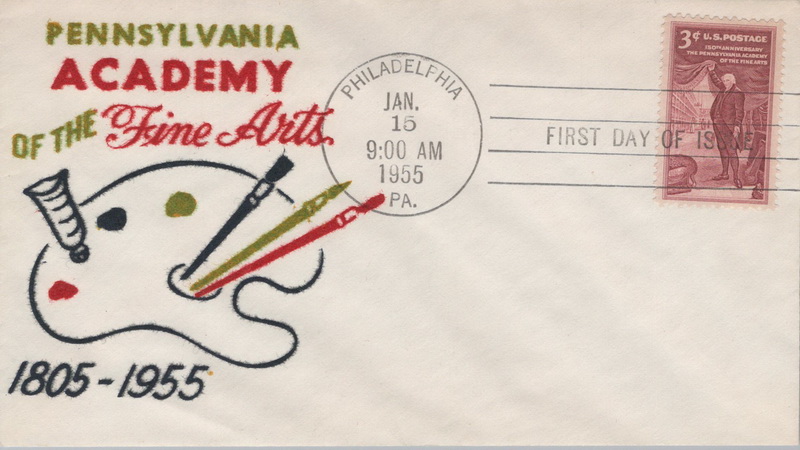 PENNSYLVANIA
ACADEMY
OF THE Fine Arts
1805-1955
PHILADELPHIA
JAN.
15
9:00 AM
1955
PA.
FIRST DAY OF ISSUE
3¢ U.S. POSTAGE
150TH ANNIVERSARY
THE PENNSYLVANIA ACADEMY
OF THE FINE ARTS